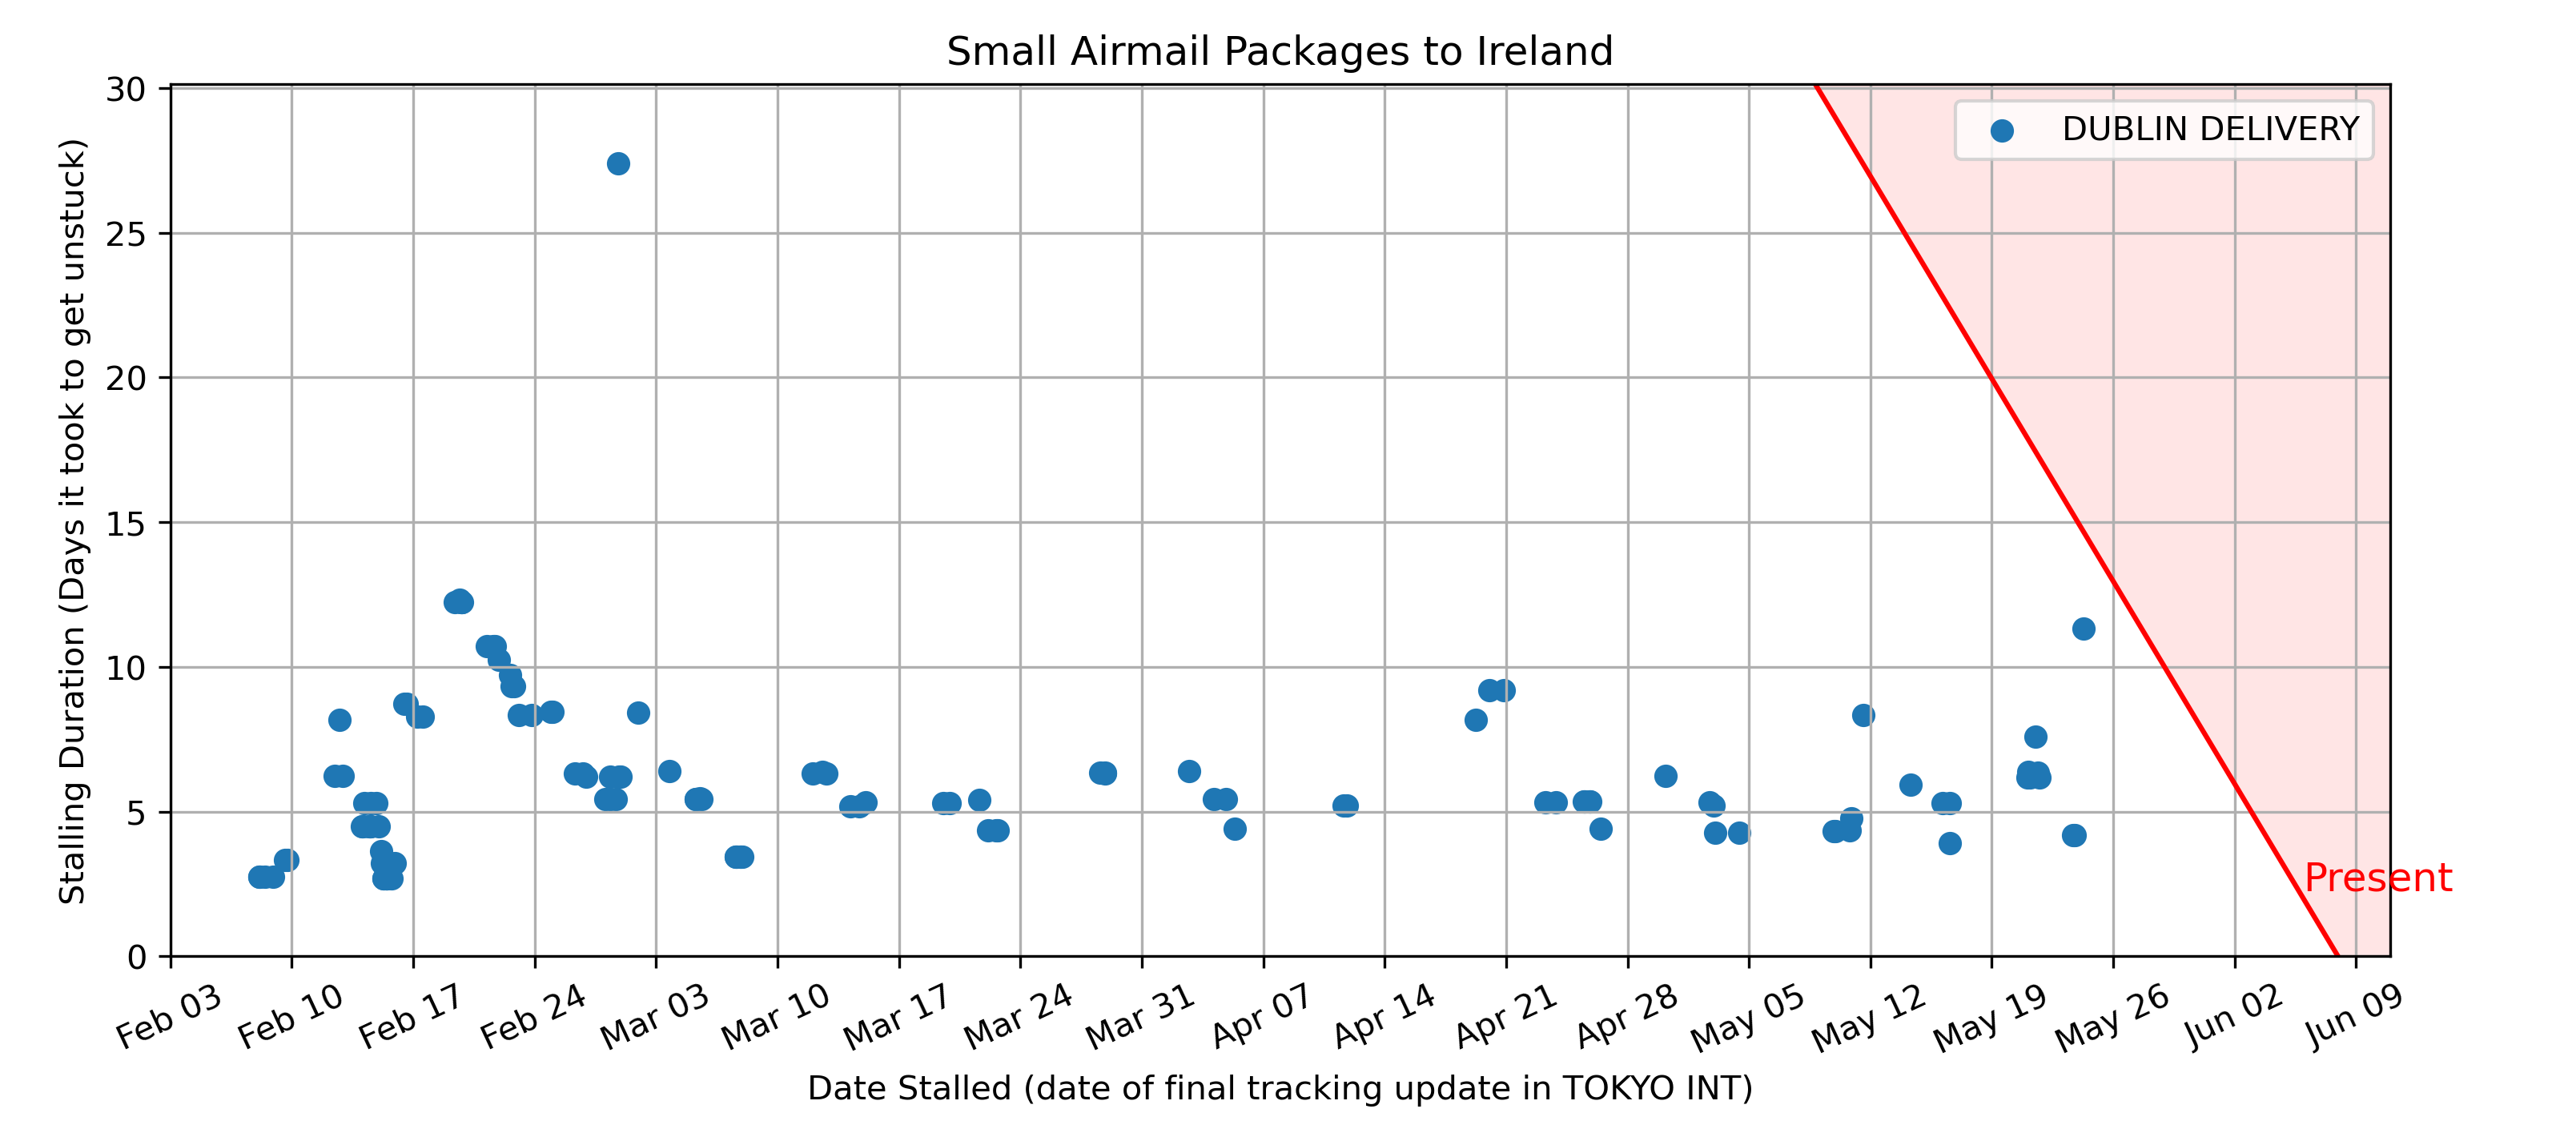 Small Airmail Packages to Ireland
Stalling Duration (Days it took to get unstuck)
30
25
20
15
10
5
0
DUBLIN DELIVERY
Present
Feb 03
Feb 10
Feb 17
Feb 24
Mar 03
Mar 10
Mar 17
Mar 24
Mar 31
Apr 07
Apr 14
Apr 21
Apr 28
May 05
May 12
May 19
May 26
Jun 02
Jun 09
Date Stalled (date of final tracking update in TOKYO INT)